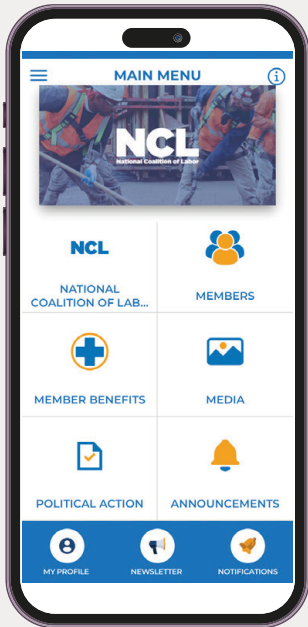 MAIN MENU
NCL
National Coalition of Labor
NCL
NATIONAL
COALITION OF LAB...
MEMBERS
MEMBER BENEFITS
MEDIA
POLITICAL ACTION
ANNOUNCEMENTS
MY PROFILE
NEWSLETTER
NOTIFICATIONS